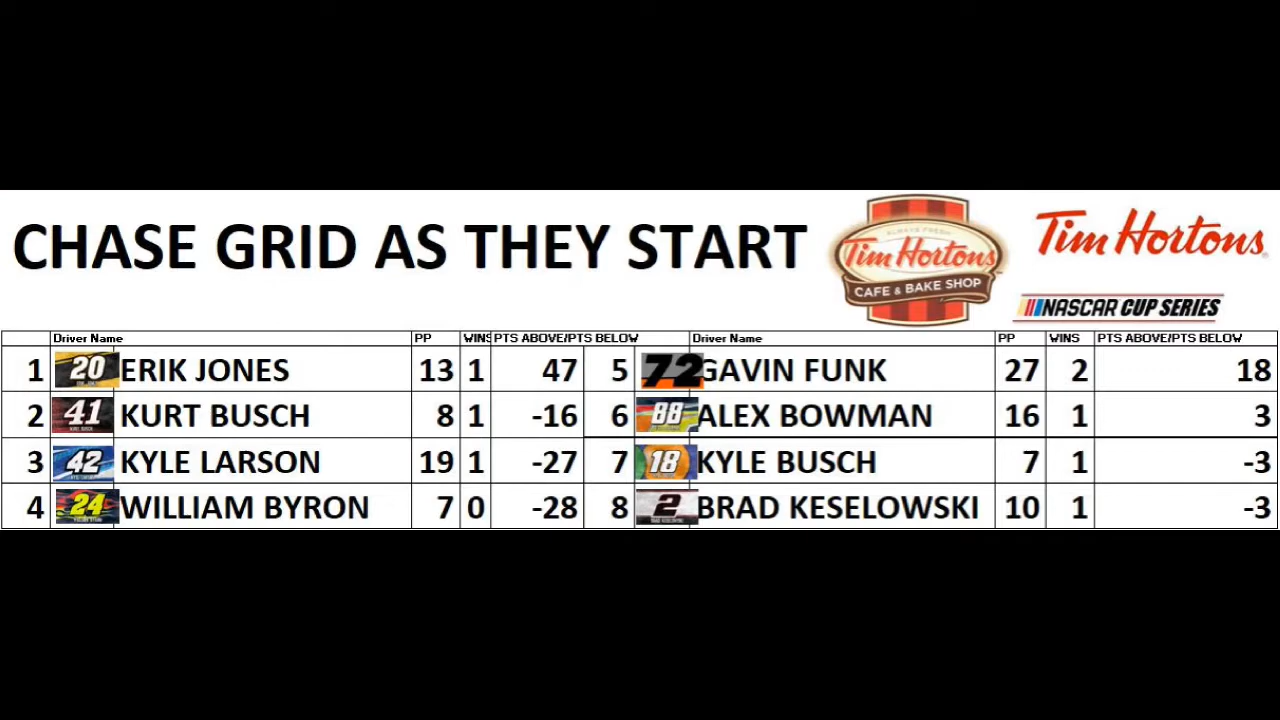 CHASE GRID AS THEY START
ALWAYS FRESH
Tim Hortons
CAFE & BAKE SHOP
Tim Hortons
NASCAR CUP SERIES
Driver Name PP WINS PTS ABOVE/PTS BELOW Driver Name PP WINS PTS ABOVE/PTS BELOW
1 20 ERIK JONES 13 1 47 5 72 GAVIN FUNK 27 2 18
2 41 KURT BUSCH 8 1 -16 6 88 ALEX BOWMAN 16 1 3
3 42 KYLE LARSON 19 1 -27 7 18 KYLE BUSCH 7 1 -3
4 24 WILLIAM BYRON 7 0 -28 8 2 BRAD KESELOWSKI 10 1 -3